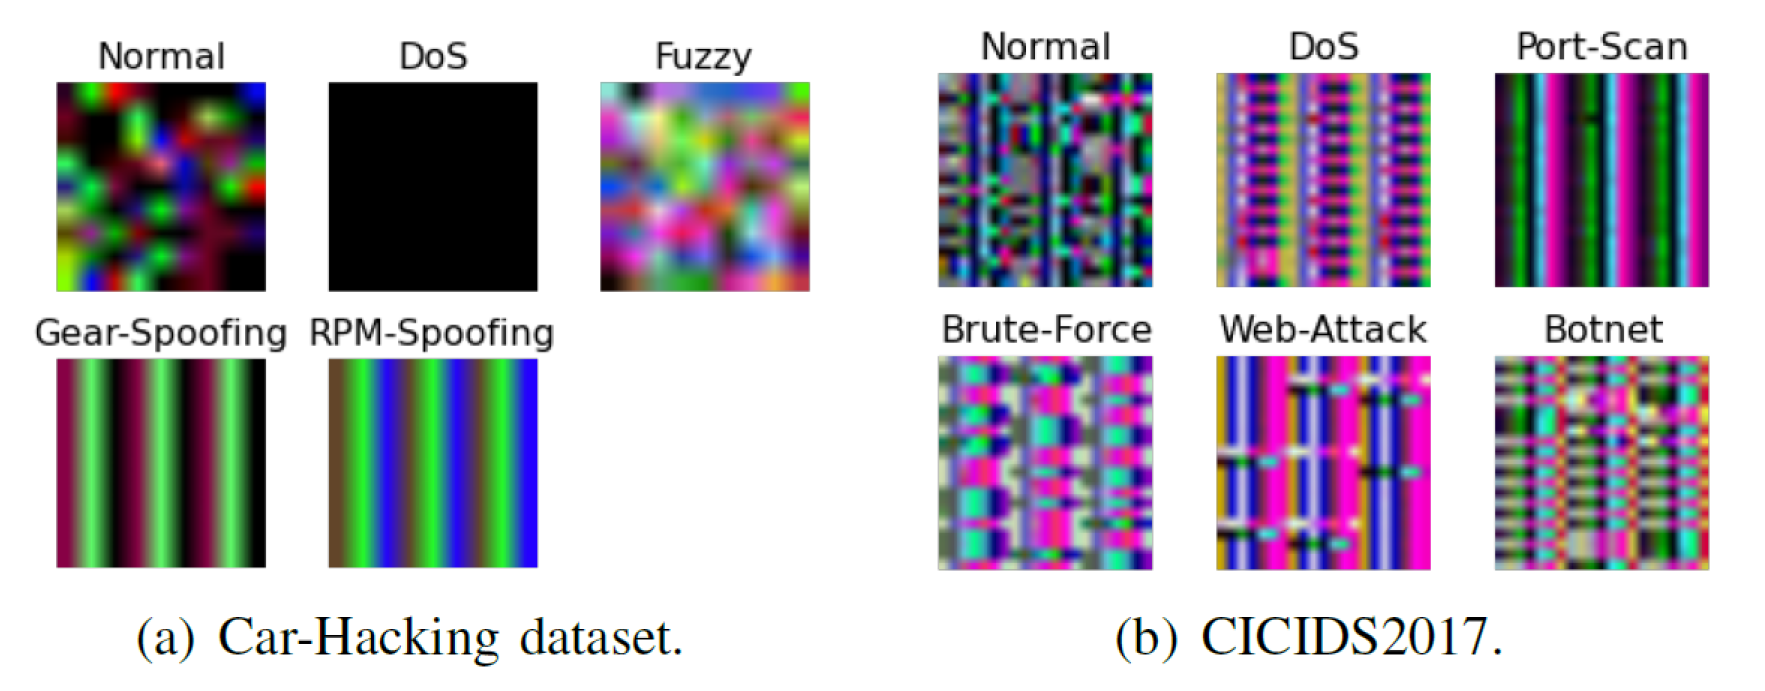 Normal DoS Fuzzy
Gear-Spoofing RPM-Spoofing
(a) Car-Hacking dataset.
Normal DoS Port-Scan
Brute-Force Web-Attack Botnet
(b) CICIDS2017.